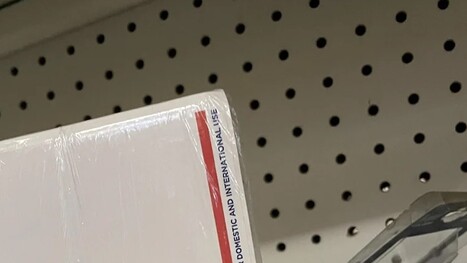 DOMESTIC AND INTERNATIONAL USE